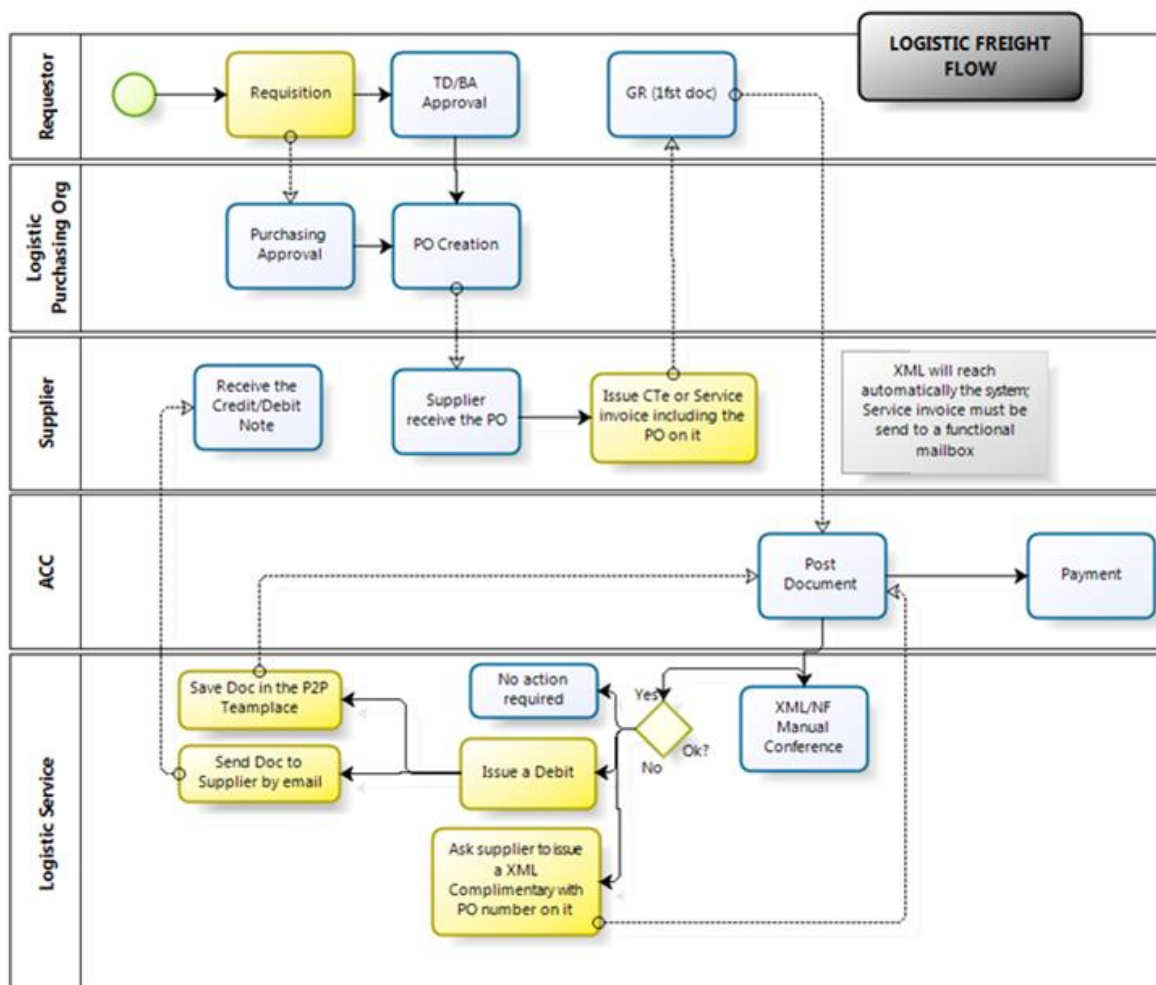 LOGISTIC FREIGHT
FLOW
Requestor
Requisition
TD/BA
Approval
GR (1fst doc)
Logistic
Purchasing Org
Purchasing
Approval
PO Creation
Supplier
Receive the
Credit/Debit
Note
Supplier
receive the PO
Issue CTe or Service
invoice including the
PO on it
XML will reach
automatically the system;
Service invoice must be
send to a functional
mailbox
ACC
Post
Document
Payment
Logistic Service
Save Doc in the P2P
Teamplace
No action
required
Yes
Ok?
No
XML/NF
Manual
Conference
Send Doc to
Supplier by email
Issue a Debit
Ask supplier to issue
a XML
Complimentary with
PO number on it